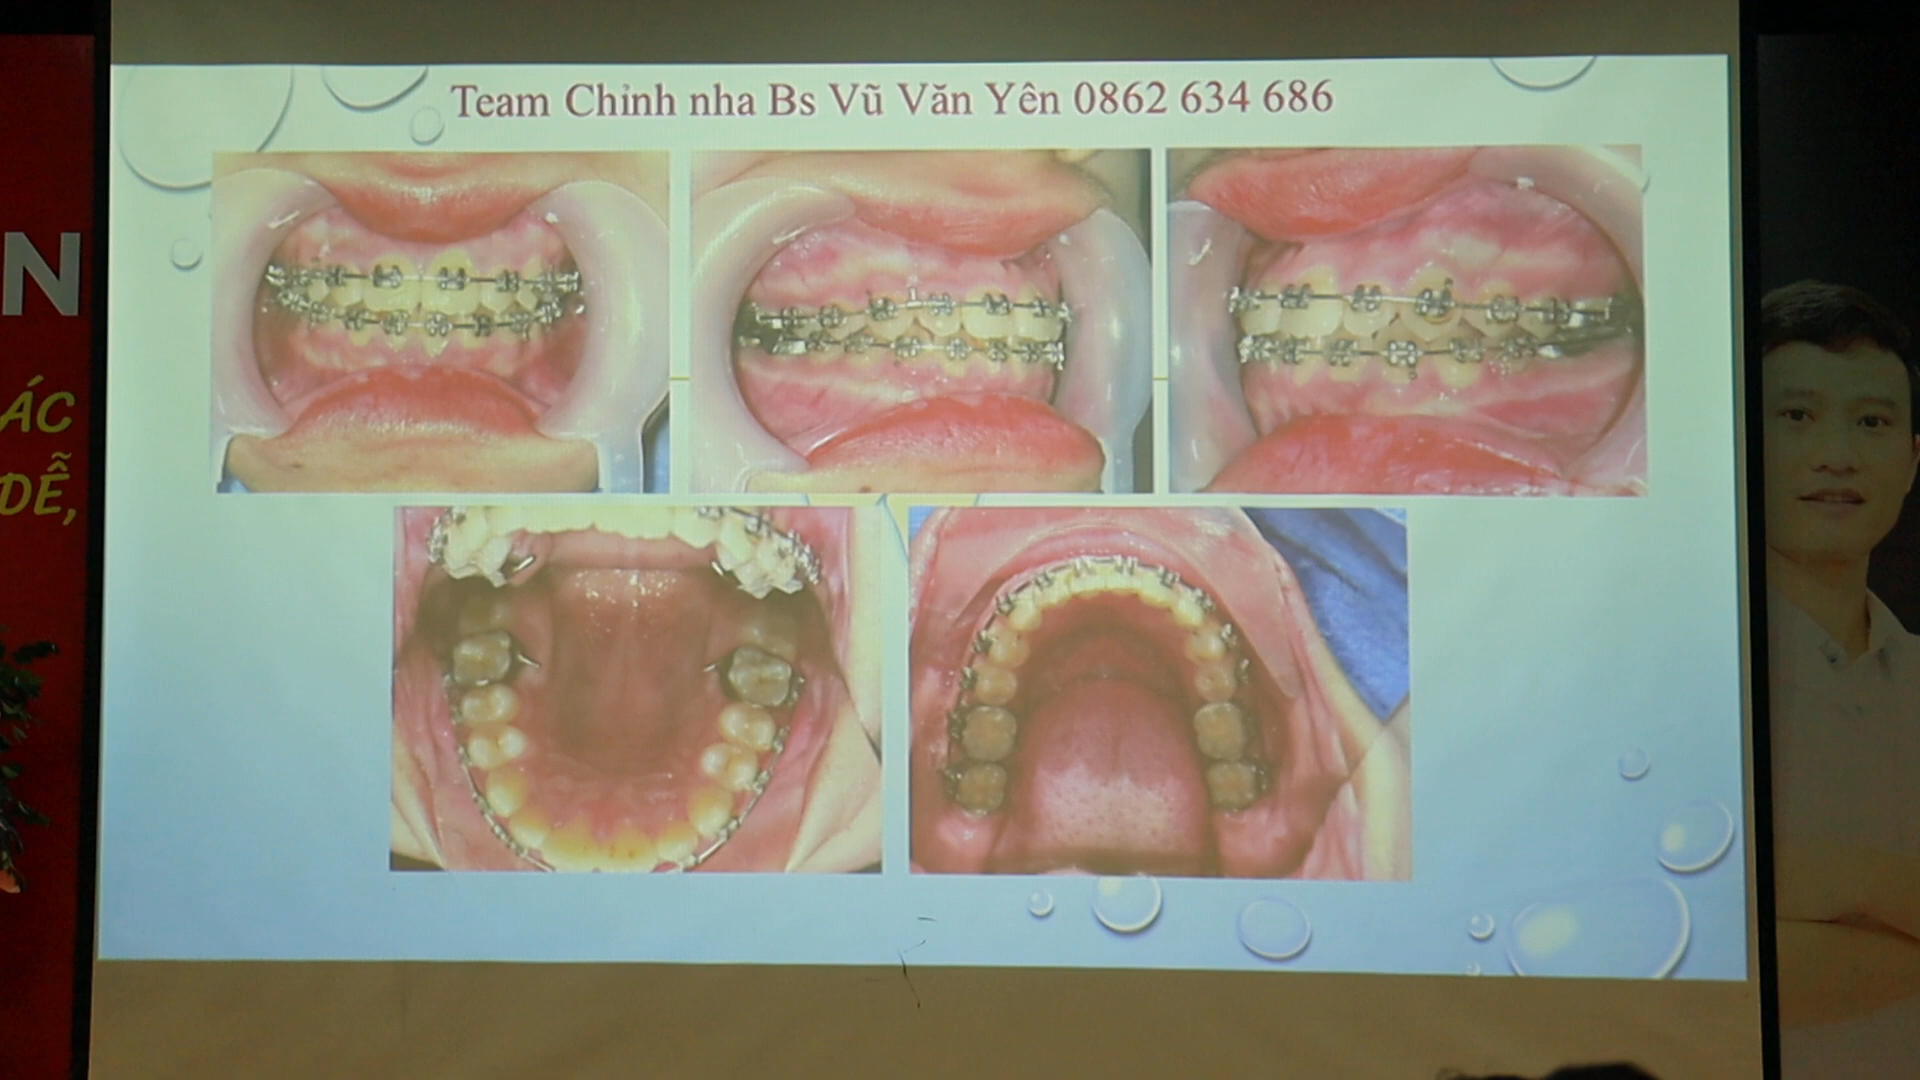 Team Chỉnh nha Bs Vũ Văn Yên 0862 634 686
N
ÁC
DỄ,